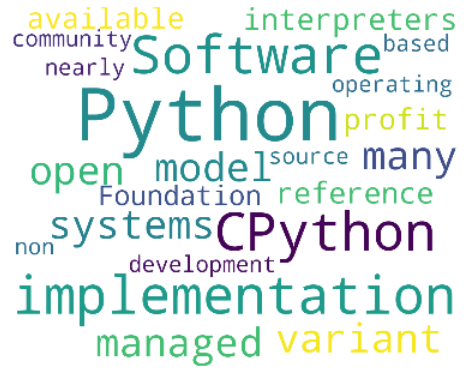 available interpreters
community Software based
nearly operating
Python profit
open model source many
Foundation reference
systems CPython
non development
implementation
managed variant